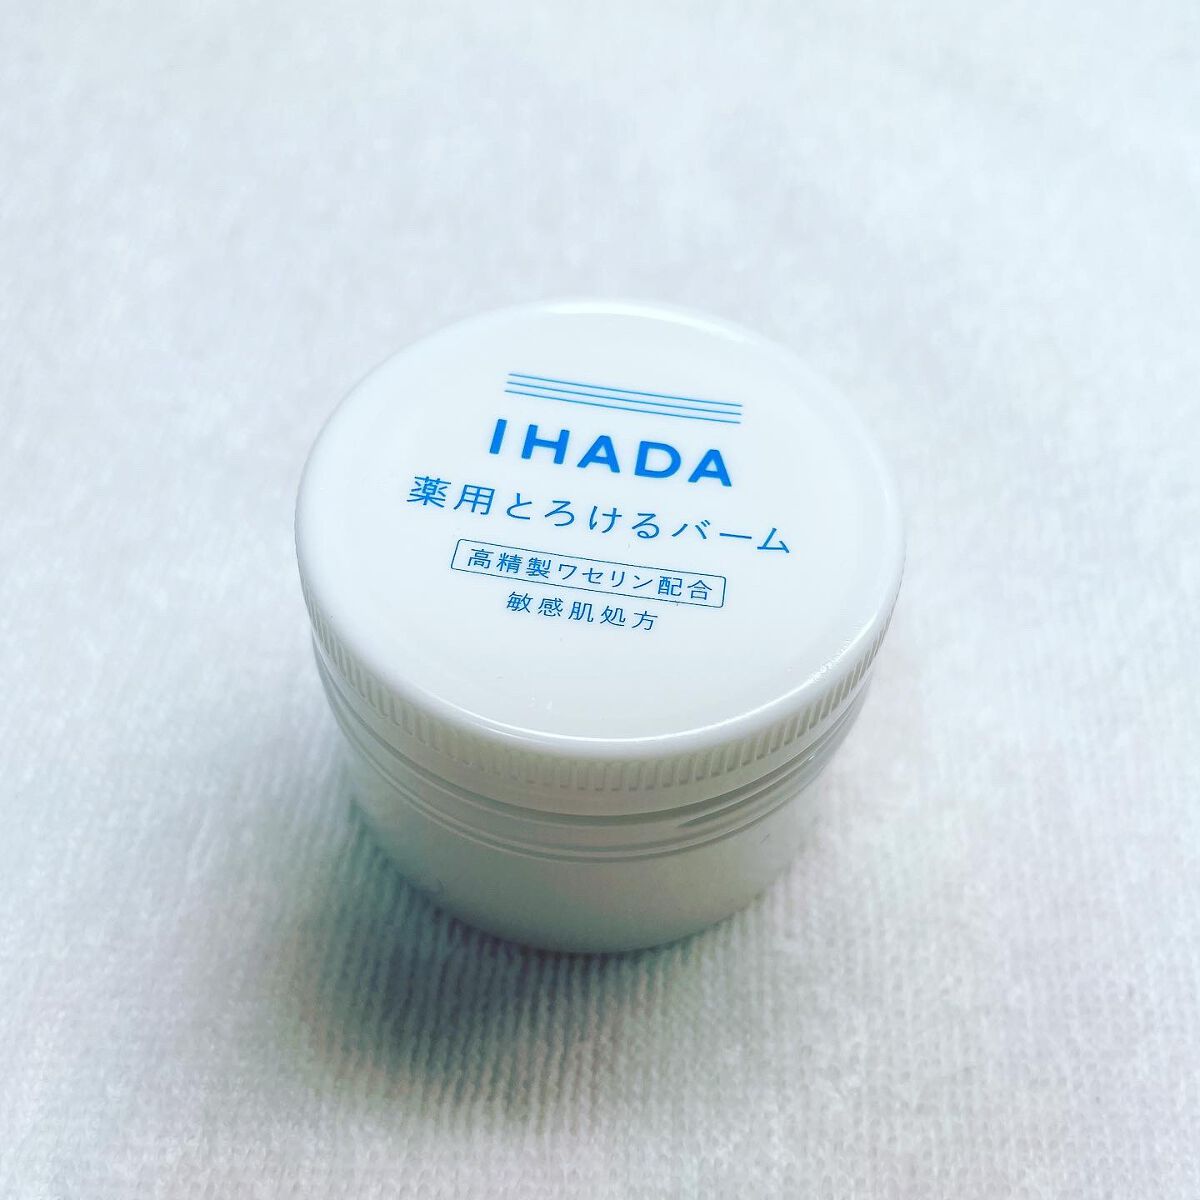 IHADA
薬用とろけるバーム
高精製ワセリン配合
敏感肌処方